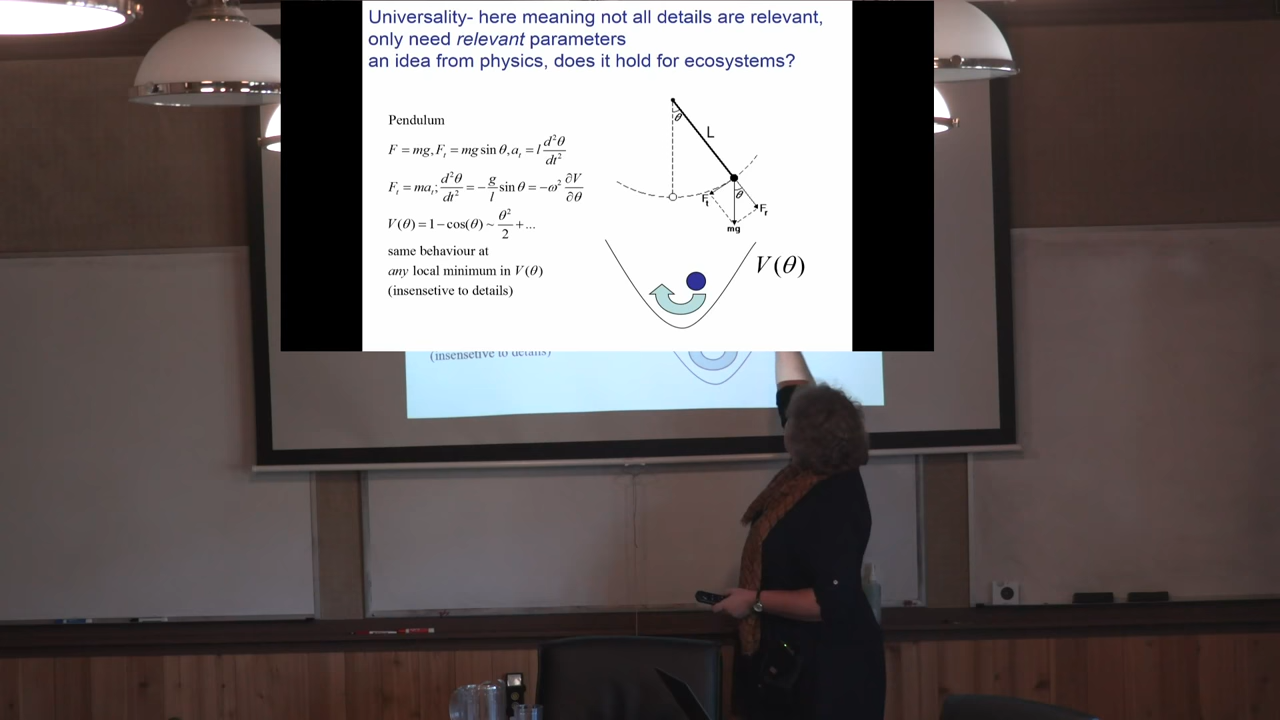 Universality- here meaning not all details are relevant,
only need relevant parameters
an idea from physics, does it hold for ecosystems?
Pendulum
F = mg, F_t = mg sin θ, a_t = l d²θ/dt²
F_t = ma_t; d²θ/dt² = −g/l sin θ = −ω² ∂V/∂θ
V(θ) = 1 − cos(θ) ~ θ²/2 + ...
same behaviour at
any local minimum in V(θ)
(insensetive to details)
θ
L
θ
F_t
F_r
mg
V(θ)
(insensetive to details)